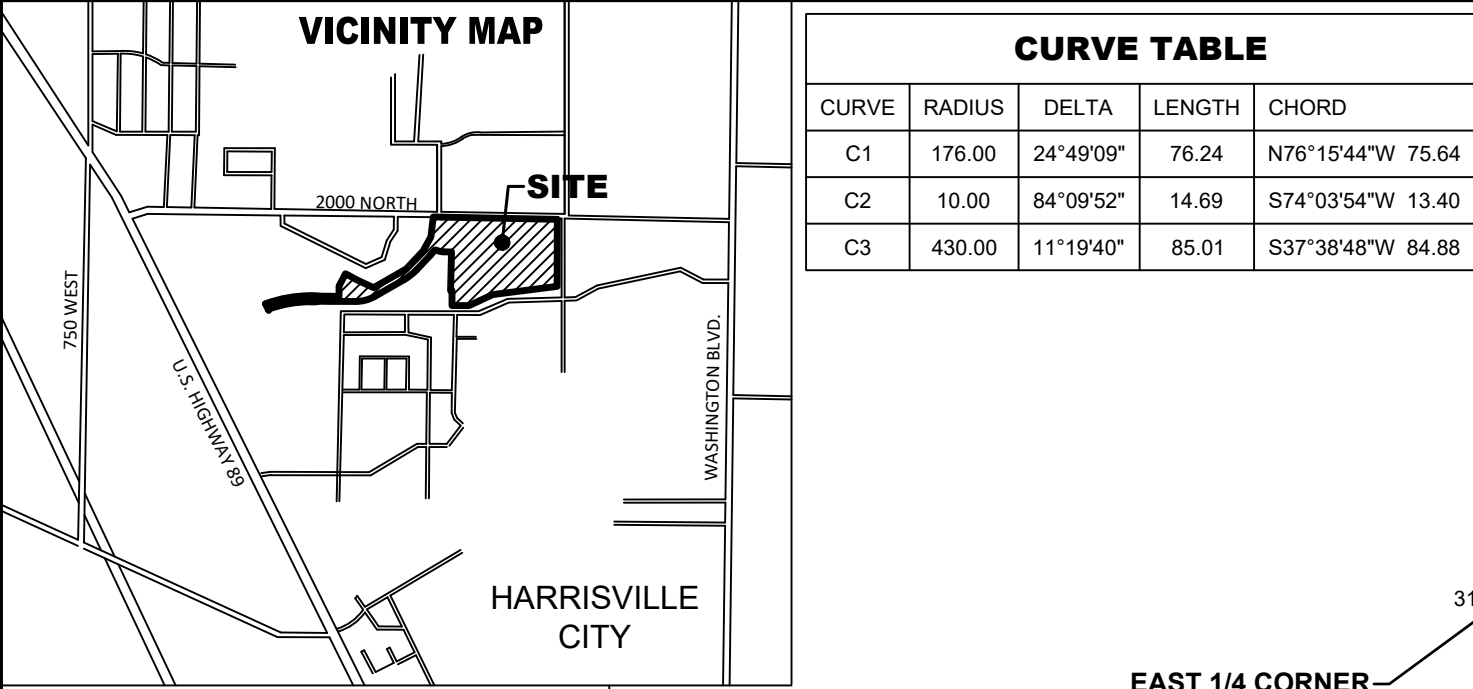 VICINITY MAP
SITE
2000 NORTH
750 WEST
U.S. HIGHWAY 89
WASHINGTON BLVD.
HARRISVILLE
CITY
CURVE TABLE
CURVE RADIUS DELTA LENGTH CHORD
C1 176.00 24°49'09" 76.24 N76°15'44"W 75.64
C2 10.00 84°09'52" 14.69 S74°03'54"W 13.40
C3 430.00 11°19'40" 85.01 S37°38'48"W 84.88
31
EAST 1/4 CORNER